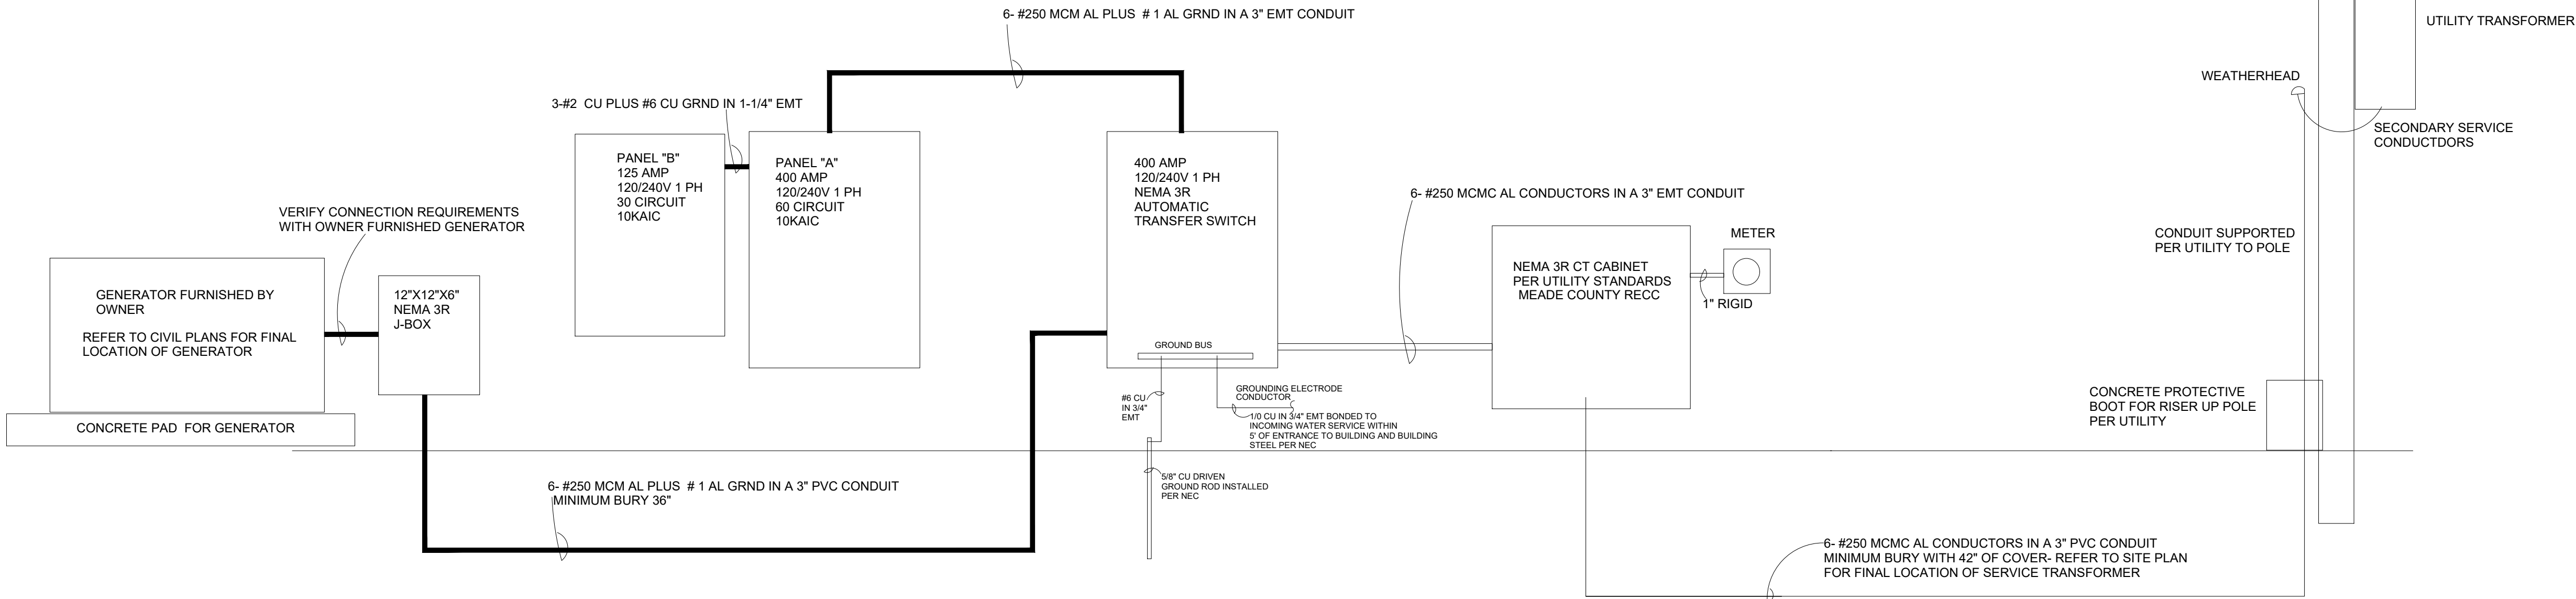 6- #250 MCM AL PLUS  # 1 AL GRND IN A 3" EMT CONDUIT
UTILITY TRANSFORMER
WEATHERHEAD
SECONDARY SERVICE
CONDUCTDORS
3-#2  CU PLUS #6 CU GRND IN 1-1/4" EMT
PANEL "B"
125 AMP
120/240V 1 PH
30 CIRCUIT
10KAIC
PANEL "A"
400 AMP
120/240V 1 PH
60 CIRCUIT
10KAIC
400 AMP
120/240V 1 PH
NEMA 3R
AUTOMATIC
TRANSFER SWITCH
6- #250 MCMC AL CONDUCTORS IN A 3" EMT CONDUIT
VERIFY CONNECTION REQUIREMENTS
WITH OWNER FURNISHED GENERATOR
METER
CONDUIT SUPPORTED
PER UTILITY TO POLE
GENERATOR FURNISHED BY
OWNER
REFER TO CIVIL PLANS FOR FINAL
LOCATION OF GENERATOR
12"X12"X6"
NEMA 3R
J-BOX
NEMA 3R CT CABINET
PER UTILITY STANDARDS
MEADE COUNTY RECC
1" RIGID
GROUND BUS
CONCRETE PAD  FOR GENERATOR
#6 CU
IN 3/4"
EMT
GROUNDING ELECTRODE
CONDUCTOR
1/0 CU IN 3/4" EMT BONDED TO
INCOMING WATER SERVICE WITHIN
5' OF ENTRANCE TO BUILDING AND BUILDING
STEEL PER NEC
CONCRETE PROTECTIVE
BOOT FOR RISER UP POLE
PER UTILITY
5/8" CU DRIVEN
GROUND ROD INSTALLED
PER NEC
6- #250 MCM AL PLUS  # 1 AL GRND IN A 3" PVC CONDUIT
MINIMUM BURY 36"
6- #250 MCMC AL CONDUCTORS IN A 3" PVC CONDUIT
MINIMUM BURY WITH 42" OF COVER- REFER TO SITE PLAN
FOR FINAL LOCATION OF SERVICE TRANSFORMER